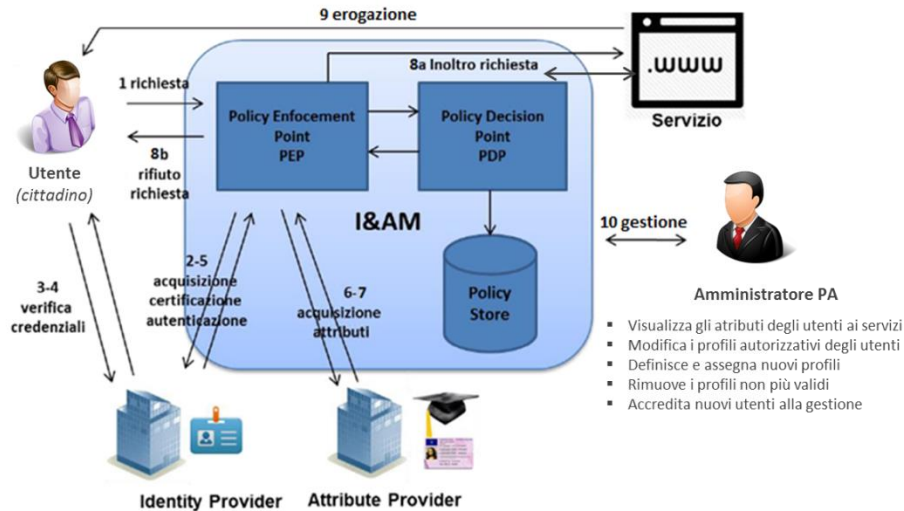 9 erogazione
.www
Servizio
8a Inoltro richiesta
1 richiesta
Policy Enfocement
Point
PEP
Policy Decision
Point
PDP
8b
rifiuto
richiesta
Utente
(cittadino)
I&AM
10 gestione
2-5
acquisizione
certificazione
autenticazione
3-4
verifica
credenziali
6-7
acquisizione
attributi
Policy
Store
Amministratore PA
▪ Visualizza gli atributi degli utenti ai servizi
▪ Modifica i profili autorizzativi degli utenti
▪ Definisce e assegna nuovi profili
▪ Rimuove i profili non più validi
▪ Accredita nuovi utenti alla gestione
Identity Provider
Attribute Provider